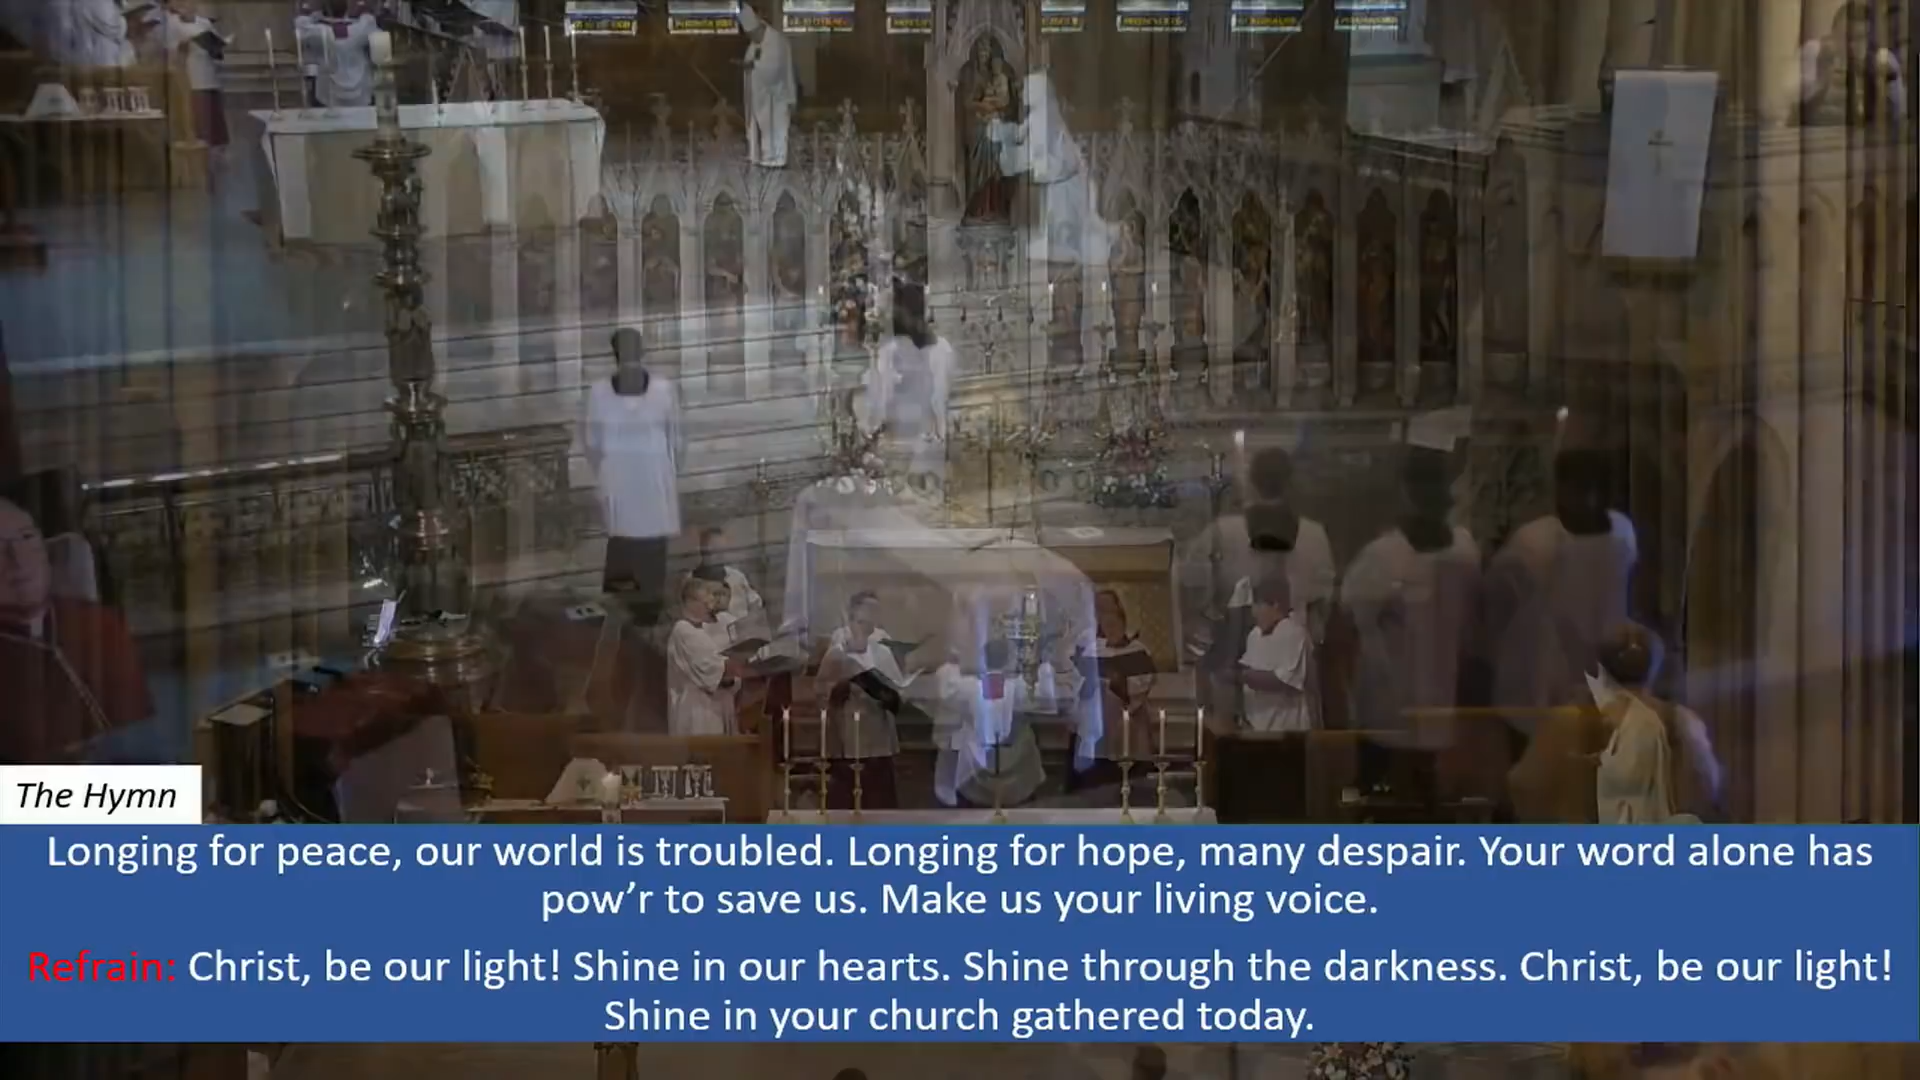 The Hymn
Longing for peace, our world is troubled. Longing for hope, many despair. Your word alone has
pow’r to save us. Make us your living voice.
Refrain: Christ, be our light! Shine in our hearts. Shine through the darkness. Christ, be our light!
Shine in your church gathered today.